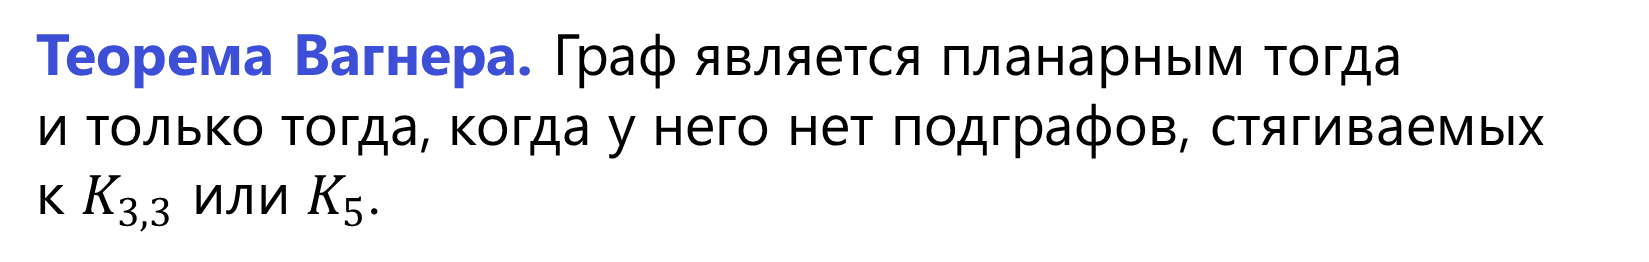 Теорема Вагнера. Граф является планарным тогда
и только тогда, когда у него нет подграфов, стягиваемых
к K₃,₃ или K₅.